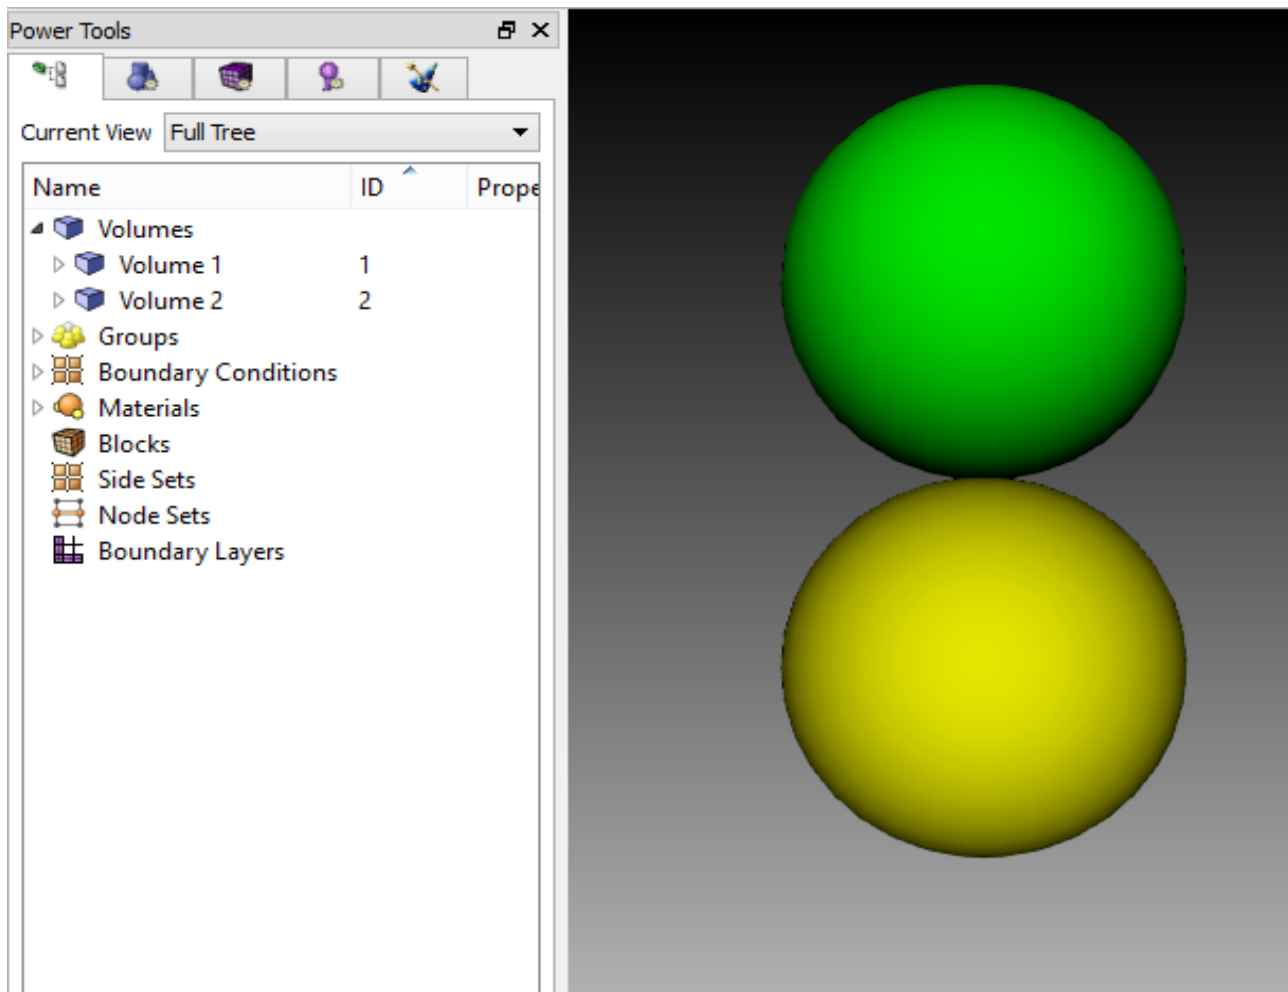 Power Tools
Current View Full Tree
Name ID Prope
Volumes
Volume 1 1
Volume 2 2
Groups
Boundary Conditions
Materials
Blocks
Side Sets
Node Sets
Boundary Layers